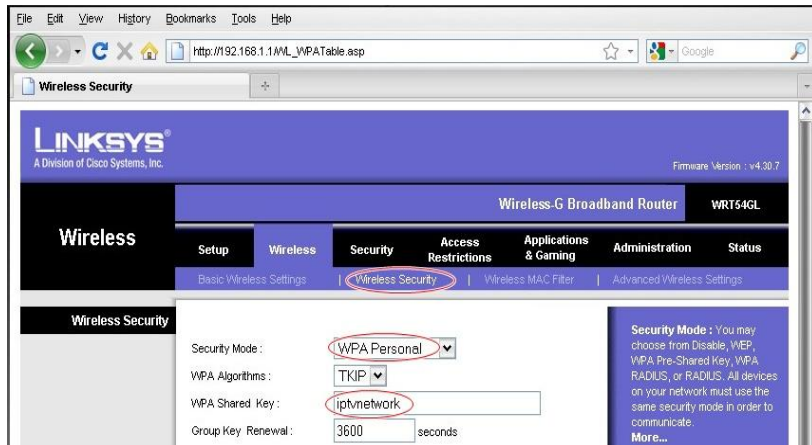 File Edit View History Bookmarks Tools Help
http://192.168.1.1/WL_WPATable.asp
Google
Wireless Security
LINKSYS®
A Division of Cisco Systems, Inc.
Firmware Version : v4.30.7
Wireless-G Broadband Router WRT54GL
Wireless
Setup Wireless Security Access Restrictions Applications & Gaming Administration Status
Basic Wireless Settings | Wireless Security | Wireless MAC Filter | Advanced Wireless Settings
Wireless Security
Security Mode : WPA Personal
WPA Algorithms : TKIP
WPA Shared Key : iptvnetwork
Group Key Renewal : 3600 seconds
Security Mode : You may
choose from Disable, WEP,
WPA Pre-Shared Key, WPA
RADIUS, or RADIUS. All devices
on your network must use the
same security mode in order to
communicate.
More...